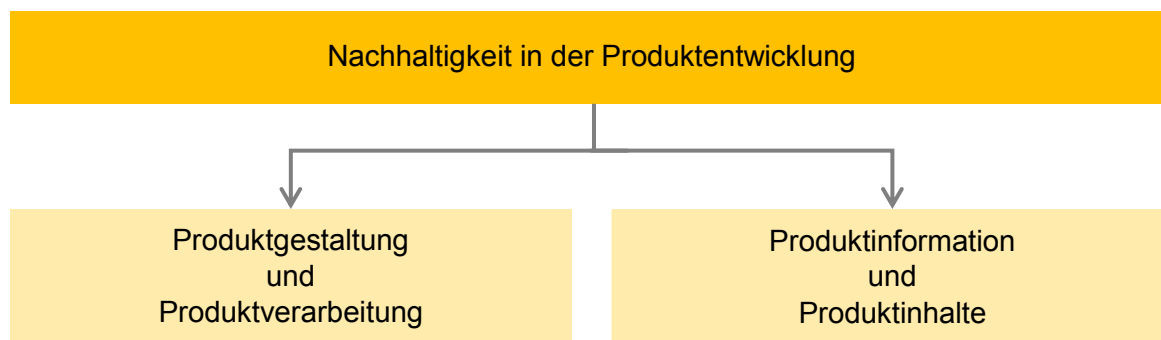 Nachhaltigkeit in der Produktentwicklung
Produktgestaltung
und
Produktverarbeitung
Produktinformation
und
Produktinhalte